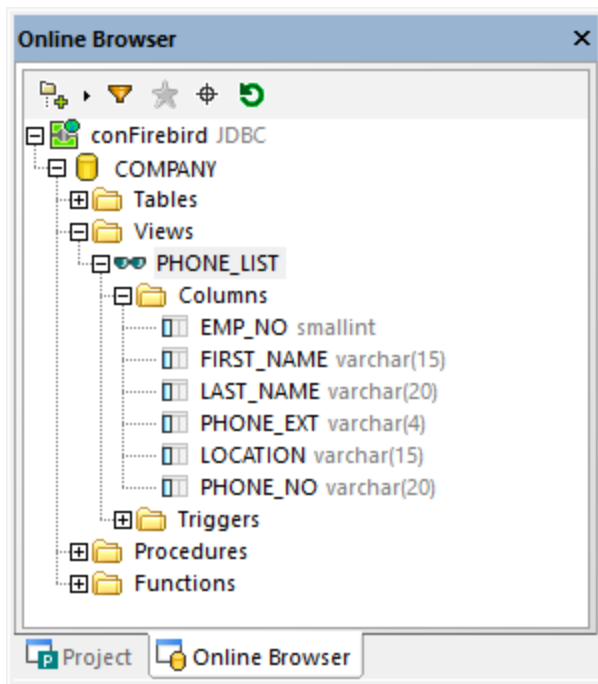 Online Browser
conFirebird JDBC
COMPANY
Tables
Views
PHONE_LIST
Columns
EMP_NO smallint
FIRST_NAME varchar(15)
LAST_NAME varchar(20)
PHONE_EXT varchar(4)
LOCATION varchar(15)
PHONE_NO varchar(20)
Triggers
Procedures
Functions
Project Online Browser